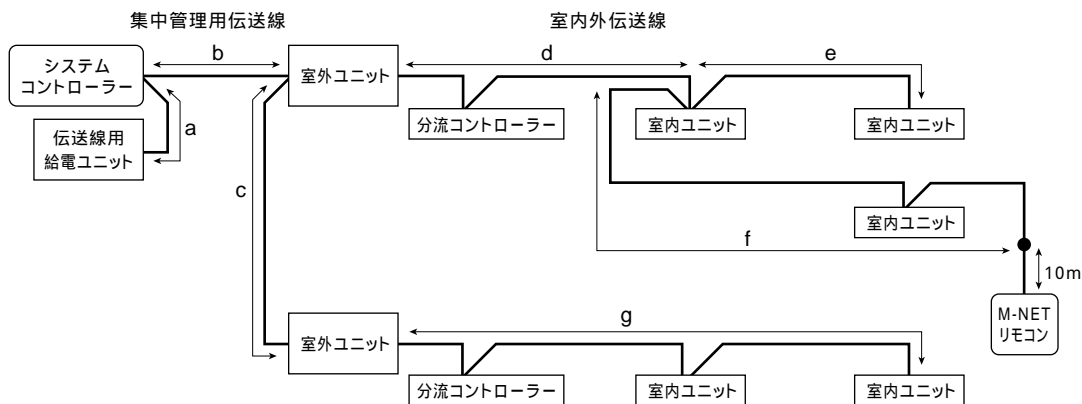 集中管理用伝送線
室内外伝送線
システム
コントローラー
b
室外ユニット
d
e
a
伝送線用
給電ユニット
分流コントローラー
室内ユニット
室内ユニット
c
室内ユニット
f
10m
M-NET
リモコン
g
室外ユニット
分流コントローラー
室内ユニット
室内ユニット